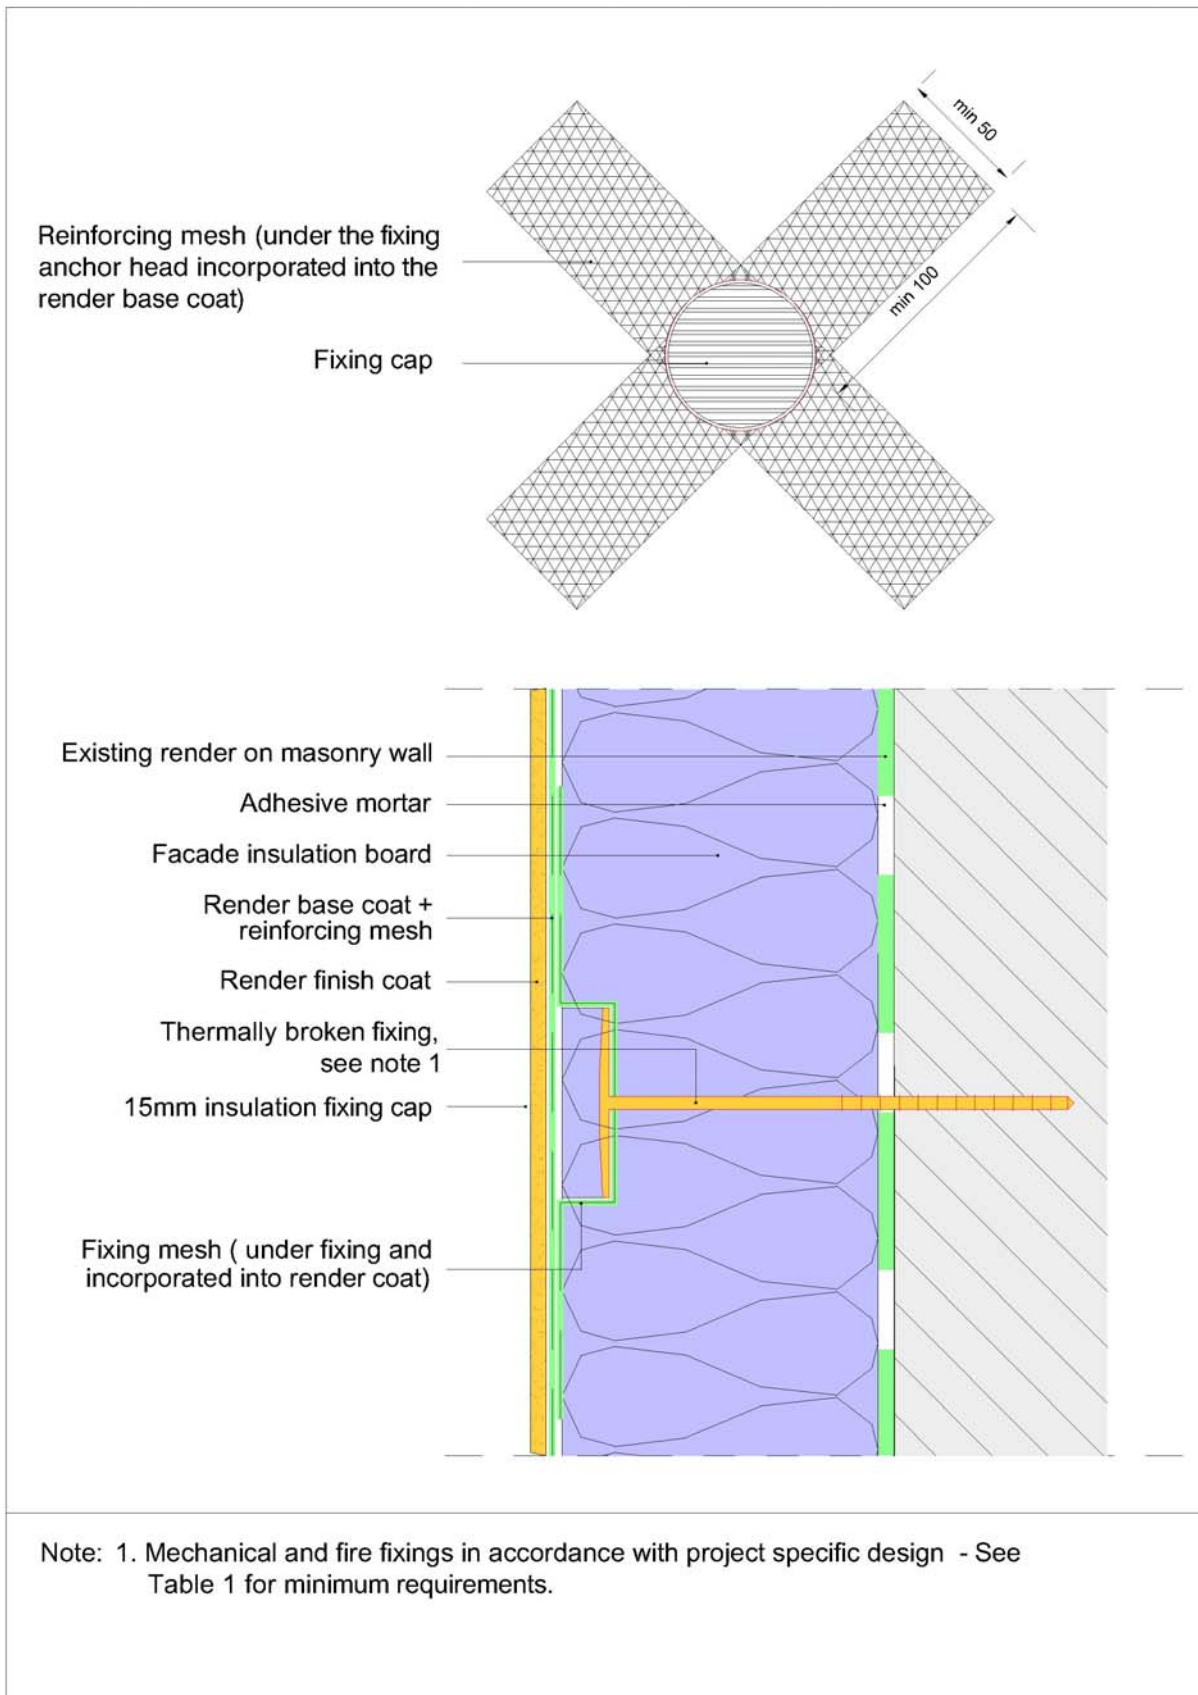 min 50
Reinforcing mesh (under the fixing
anchor head incorporated into the
render base coat)
min 100
Fixing cap
Existing render on masonry wall
Adhesive mortar
Facade insulation board
Render base coat +
reinforcing mesh
Render finish coat
Thermally broken fixing,
see note 1
15mm insulation fixing cap
Fixing mesh ( under fixing and
incorporated into render coat)
Note: 1. Mechanical and fire fixings in accordance with project specific design - See
Table 1 for minimum requirements.